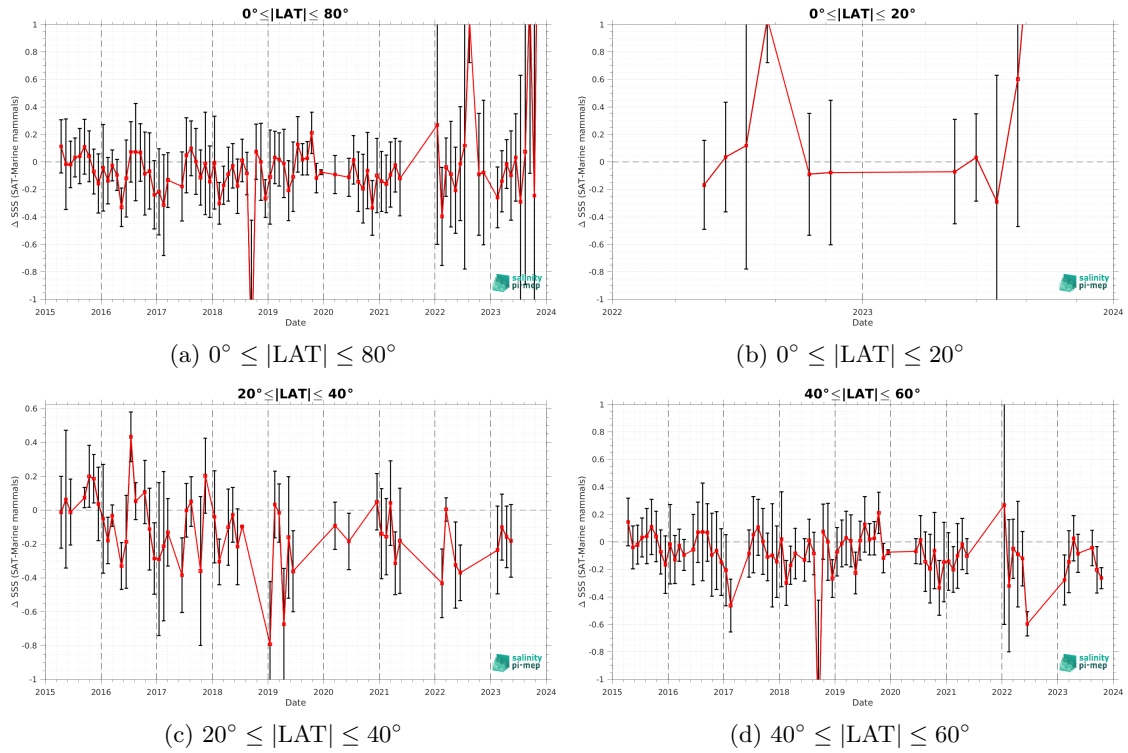 0°≤|LAT|≤ 80°
Δ SSS (SAT-Marine mammals)
1
0.8
0.6
0.4
0.2
0
-0.2
-0.4
-0.6
-0.8
-1
2015 2016 2017 2018 2019 2020 2021 2022 2023 2024
Date
salinity
pi-mep
(a) 0° ≤ |LAT| ≤ 80°
0°≤|LAT|≤ 20°
Δ SSS (SAT-Marine mammals)
1
0.8
0.6
0.4
0.2
0
-0.2
-0.4
-0.6
-0.8
-1
2022 2023 2024
Date
salinity
pi-mep
(b) 0° ≤ |LAT| ≤ 20°
20°≤|LAT|≤ 40°
Δ SSS (SAT-Marine mammals)
0.6
0.4
0.2
0
-0.2
-0.4
-0.6
-0.8
-1
2015 2016 2017 2018 2019 2020 2021 2022 2023 2024
Date
salinity
pi-mep
(c) 20° ≤ |LAT| ≤ 40°
40°≤|LAT|≤ 60°
Δ SSS (SAT-Marine mammals)
1
0.8
0.6
0.4
0.2
0
-0.2
-0.4
-0.6
-0.8
-1
2015 2016 2017 2018 2019 2020 2021 2022 2023 2024
Date
salinity
pi-mep
(d) 40° ≤ |LAT| ≤ 60°